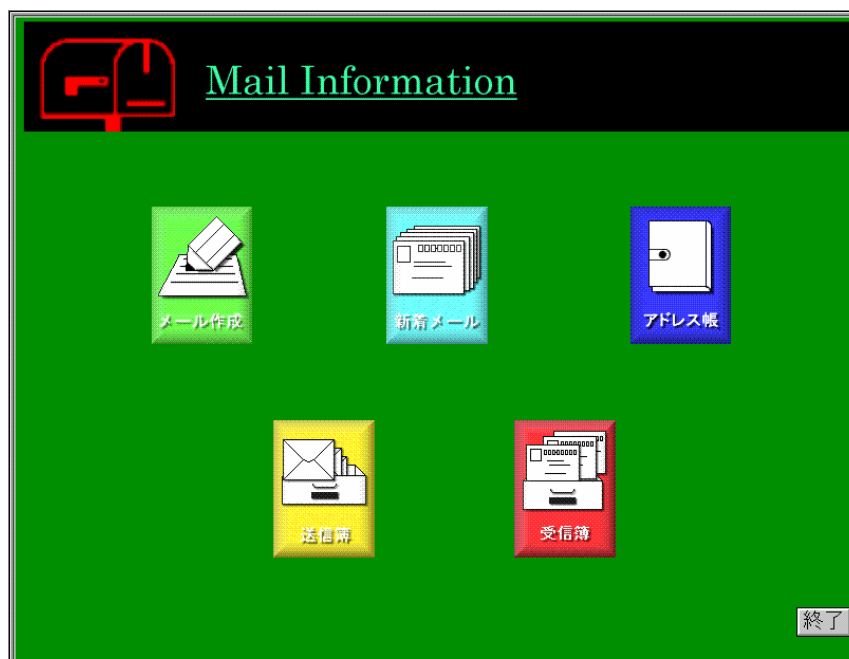 Mail Information
メール作成
新着メール
アドレス帳
送信簿
受信簿
終了